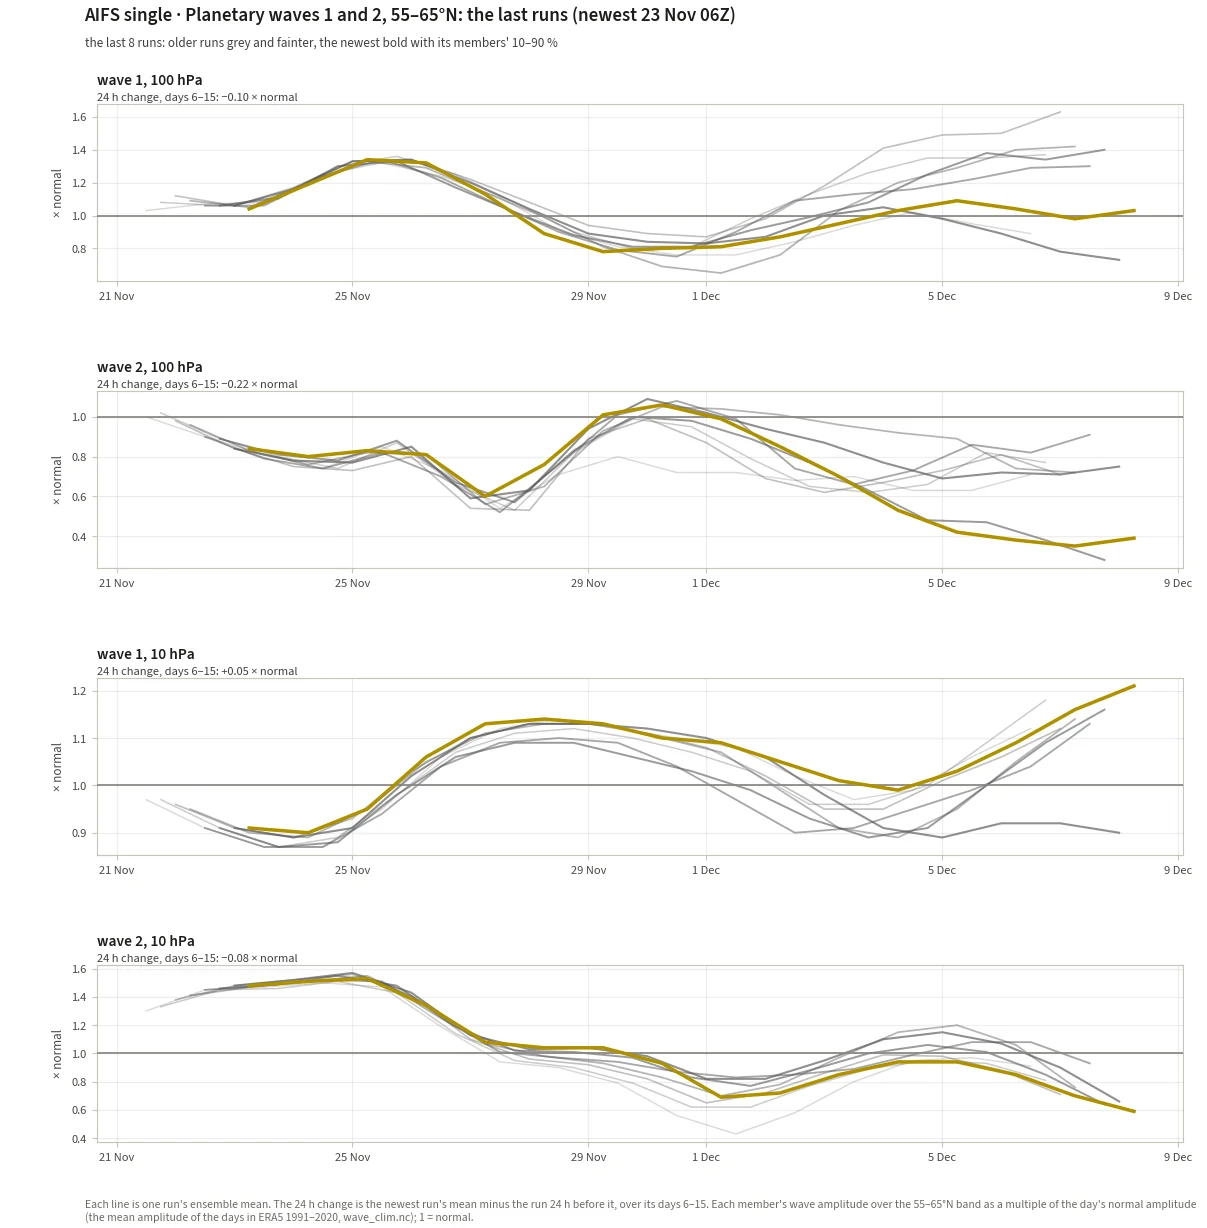 AIFS single · Planetary waves 1 and 2, 55–65°N: the last runs (newest 23 Nov 06Z)
the last 8 runs: older runs grey and fainter, the newest bold with its members' 10–90 %
wave 1, 100 hPa
24 h change, days 6–15: −0.10 × normal
1.6
1.4
1.2
1.0
0.8
× normal
21 Nov 25 Nov 29 Nov 1 Dec 5 Dec 9 Dec
wave 2, 100 hPa
24 h change, days 6–15: −0.22 × normal
1.0
0.8
0.6
0.4
× normal
21 Nov 25 Nov 29 Nov 1 Dec 5 Dec 9 Dec
wave 1, 10 hPa
24 h change, days 6–15: +0.05 × normal
1.2
1.1
1.0
0.9
× normal
21 Nov 25 Nov 29 Nov 1 Dec 5 Dec 9 Dec
wave 2, 10 hPa
24 h change, days 6–15: −0.08 × normal
1.6
1.4
1.2
1.0
0.8
0.6
0.4
× normal
21 Nov 25 Nov 29 Nov 1 Dec 5 Dec 9 Dec
Each line is one run's ensemble mean. The 24 h change is the newest run's mean minus the run 24 h before it, over its days 6–15. Each member's wave amplitude over the 55–65°N band as a multiple of the day's normal amplitude
(the mean amplitude of the days in ERA5 1991–2020, wave_clim.nc); 1 = normal.